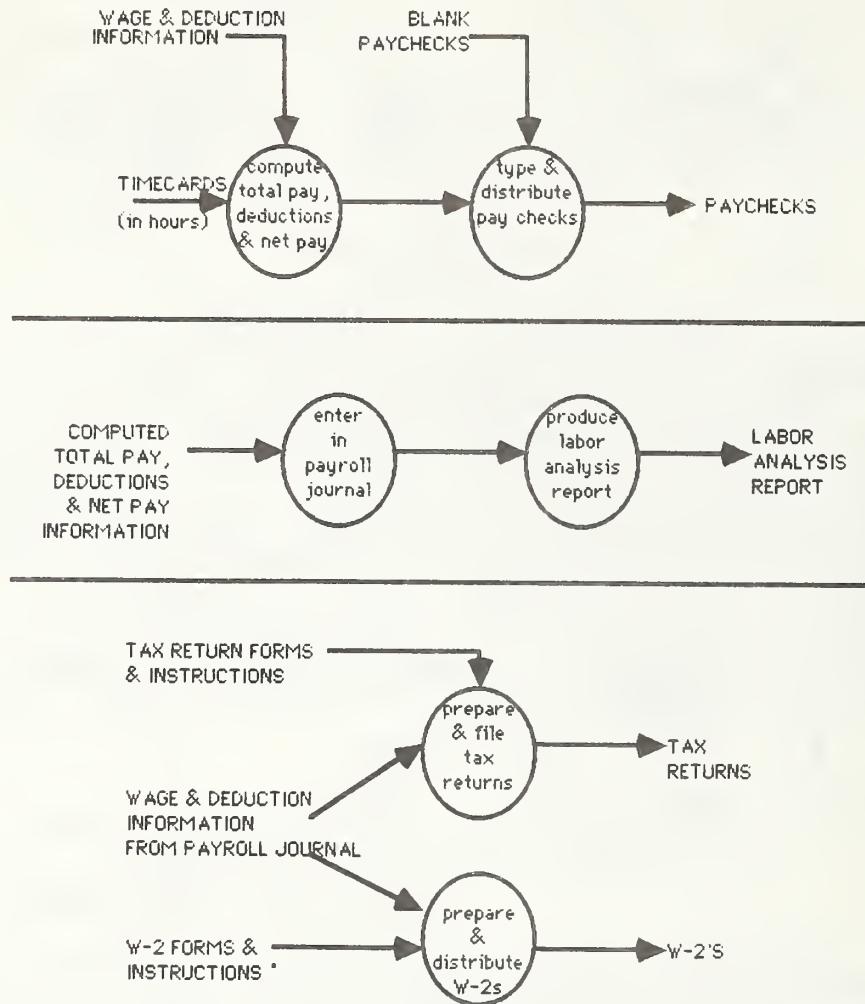 WAGE & DEDUCTION
INFORMATION
BLANK
PAYCHECKS
TIMECARDS
(in hours)
compute
total pay,
deductions
& net pay
type &
distribute
pay checks
PAYCHECKS
COMPUTED
TOTAL PAY,
DEDUCTIONS
& NET PAY
INFORMATION
enter
in
payroll
journal
produce
labor
analysis
report
LABOR
ANALYSIS
REPORT
TAX RETURN FORMS
& INSTRUCTIONS
prepare
& file
tax
returns
TAX
RETURNS
WAGE & DEDUCTION
INFORMATION
FROM PAYROLL JOURNAL
W-2 FORMS &
INSTRUCTIONS
prepare
&
distribute
W-2s
W-2'S